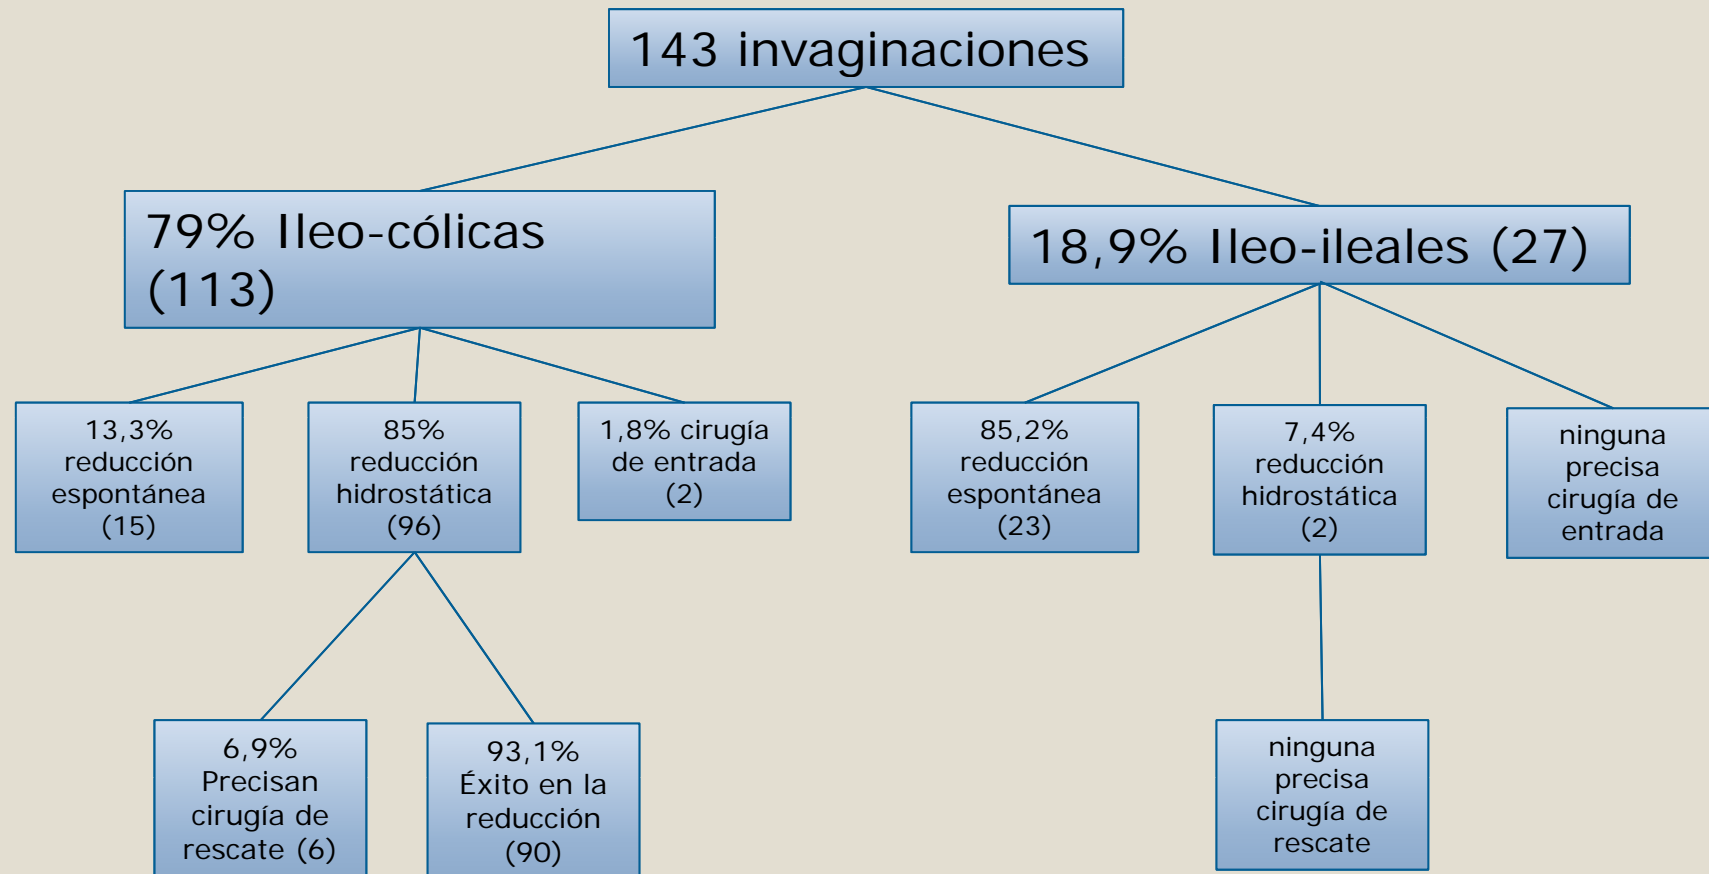 143 invaginaciones
79% Ileo-cólicas
(113)
18,9% Ileo-ileales (27)
13,3%
reducción
espontánea
(15)
85%
reducción
hidrostática
(96)
1,8% cirugía
de entrada
(2)
85,2%
reducción
espontánea
(23)
7,4%
reducción
hidrostática
(2)
ninguna
precisa
cirugía de
entrada
6,9%
Precisan
cirugía de
rescate (6)
93,1%
Éxito en la
reducción
(90)
ninguna
precisa
cirugía de
rescate